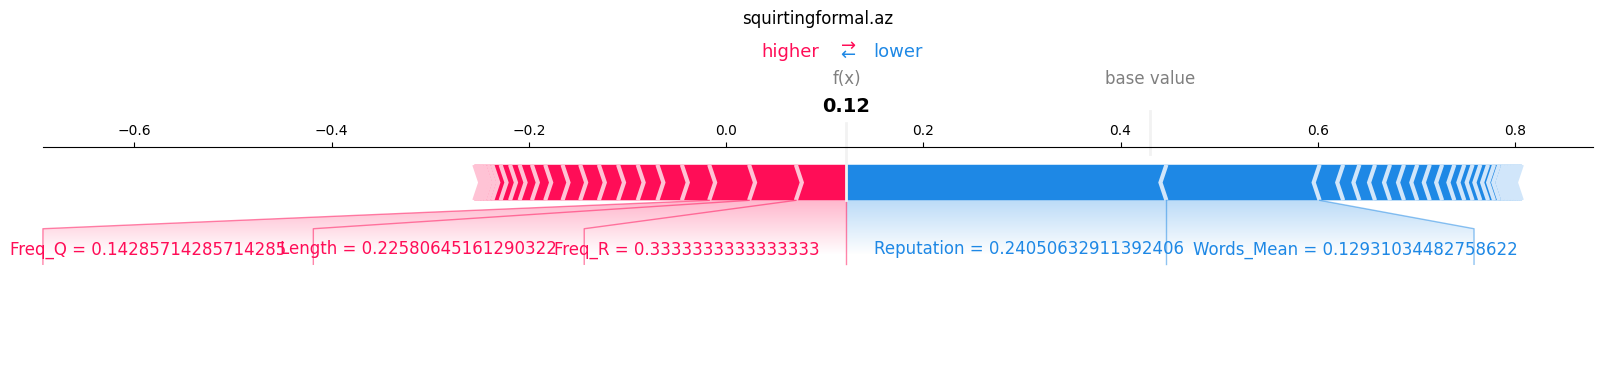 squirtingformal.az
higher ⇄ lower
f(x) base value
0.12
−0.6 −0.4 −0.2 0.0 0.2 0.4 0.6 0.8
Freq_Q = 0.14285714285714285 Length = 0.22580645161290322 Freq_R = 0.3333333333333333 Reputation = 0.24050632911392406 Words_Mean = 0.12931034482758622